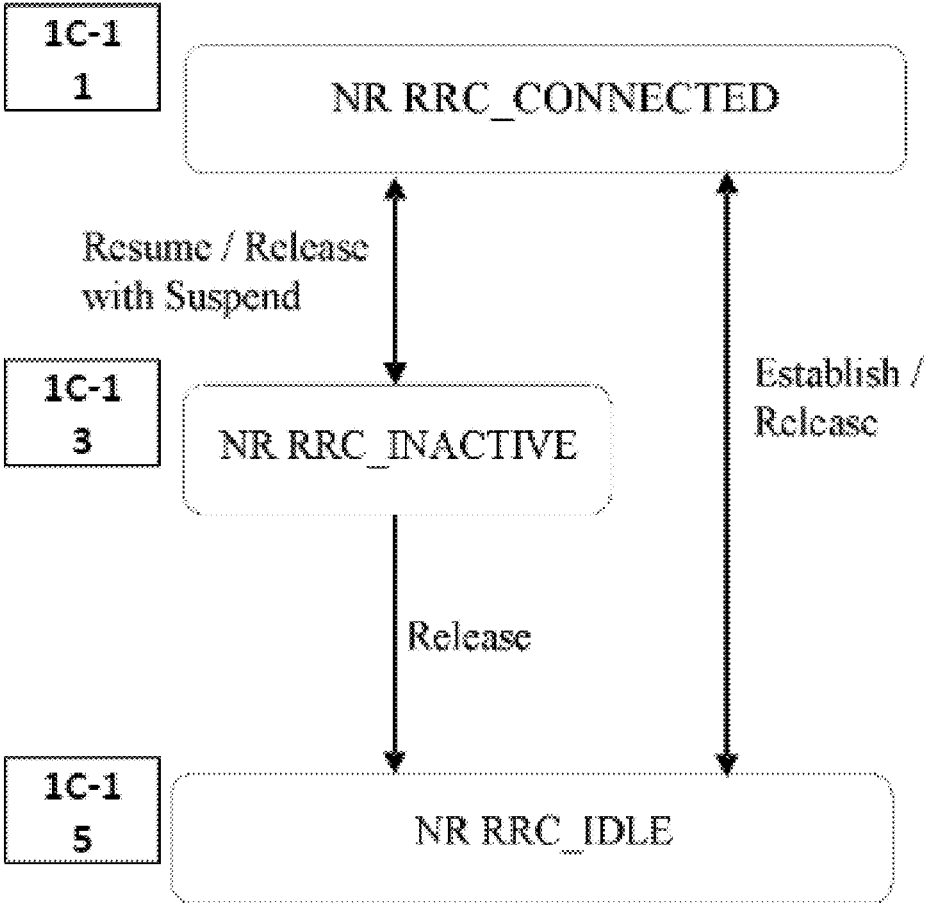 1C-1
1
NR RRC_CONNECTED
Resume / Release
with Suspend
1C-1
3
NR RRC_INACTIVE
Establish /
Release
Release
1C-1
5
NR RRC_IDLE